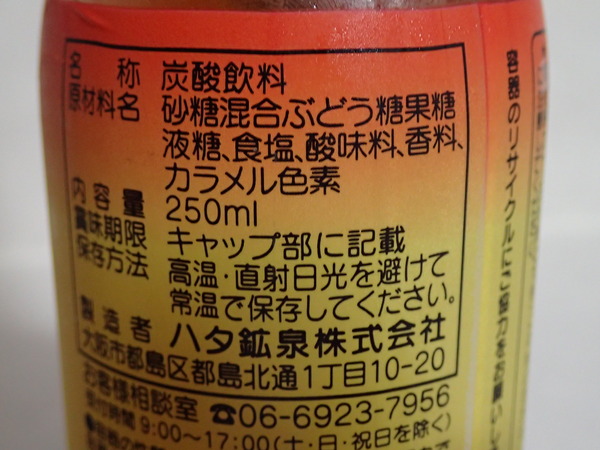 名称 炭酸飲料
原材料名 砂糖混合ぶどう糖果糖
液糖、食塩、酸味料、香料、
カラメル色素
内容量 250ml
賞味期限 キャップ部に記載
保存方法 高温・直射日光を避けて
常温で保存してください。
製造者 ハタ鉱泉株式会社
大阪市都島区都島北通1丁目10-20
お客様相談室 ☎06-6923-7956
受付時間 9:00~17:00(土・日・祝日を除く)
容器のリサイクルにご協力をお願いし